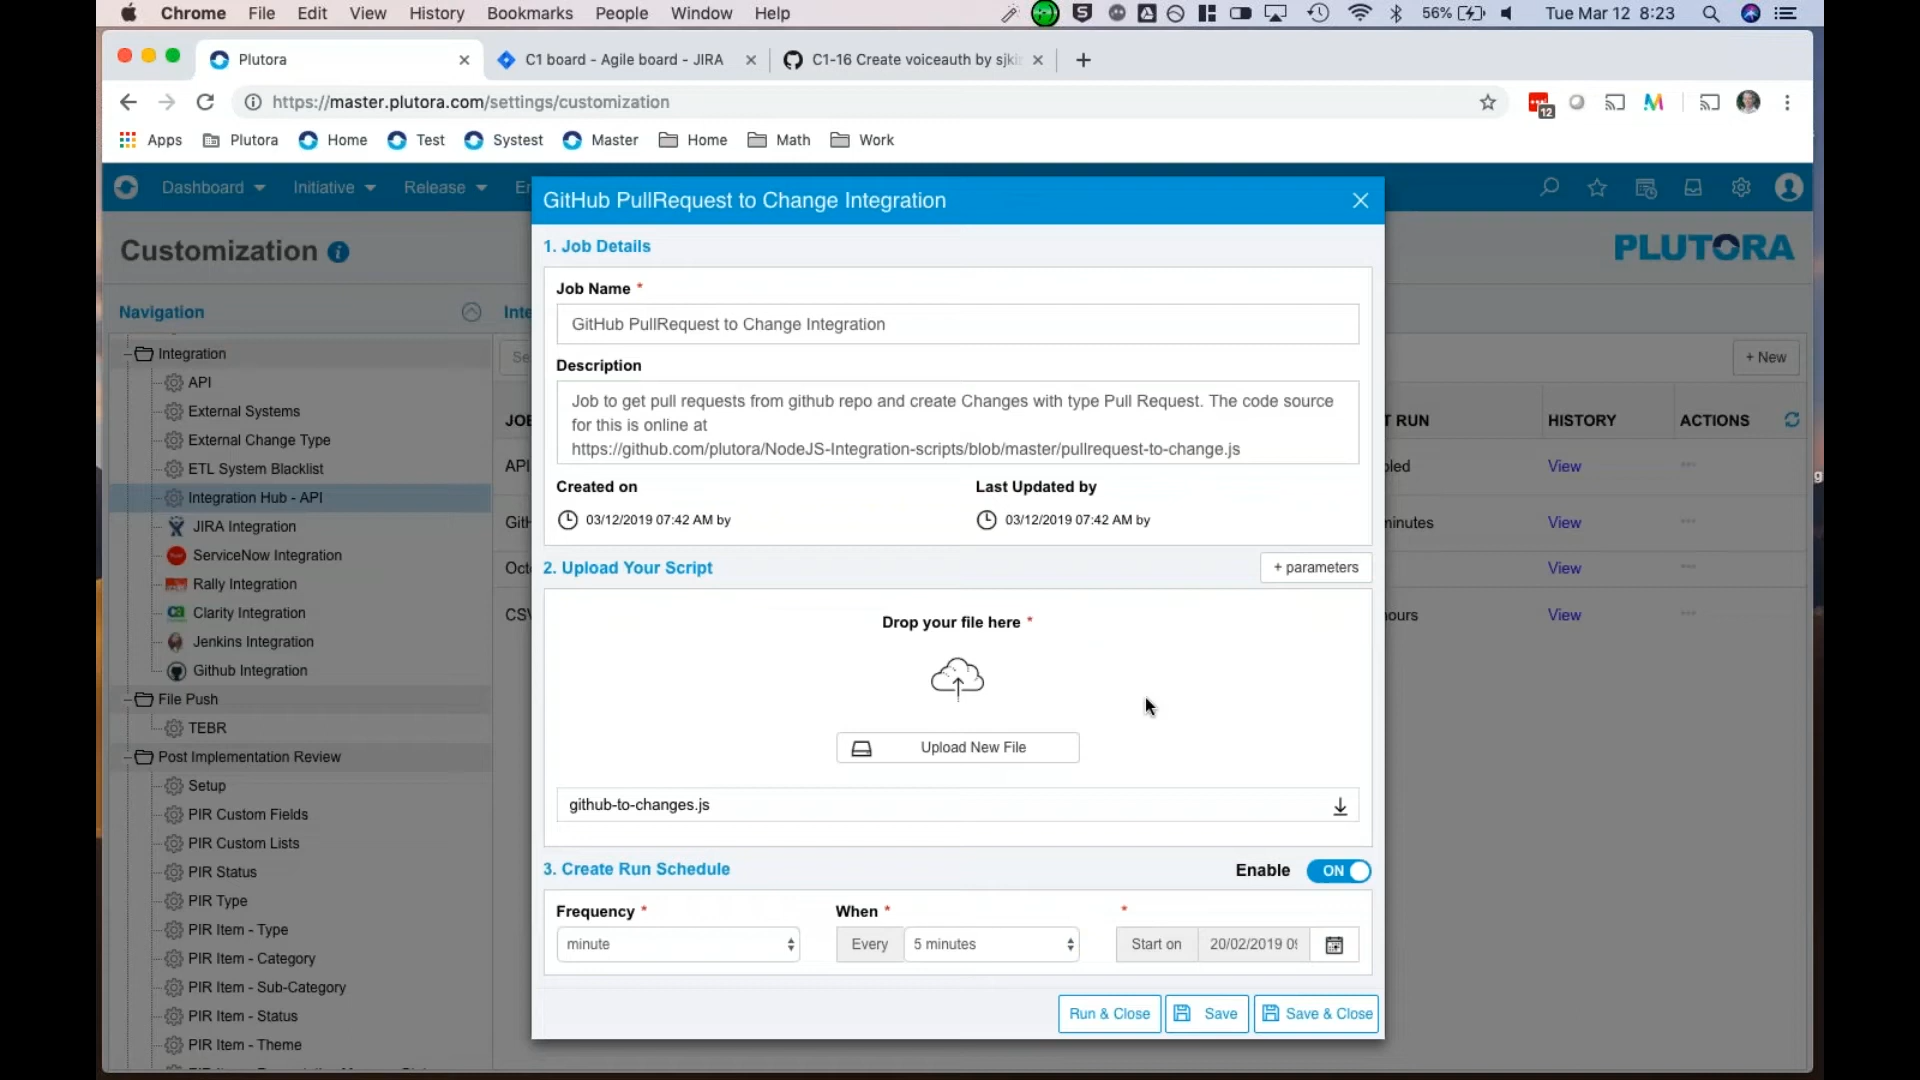 Chrome File Edit View History Bookmarks People Window Help 56% Tue Mar 12 8:23
Plutora
C1 board - Agile board - JIRA
C1-16 Create voiceauth by sjki
https://master.plutora.com/settings/customization
12
Apps Plutora Home Test Systest Master Home Math Work
Dashboard Initiative Release
GitHub PullRequest to Change Integration
Customization
PLUTORA
Navigation
Integration
API
External Systems
External Change Type
ETL System Blacklist
Integration Hub - API
JIRA Integration
ServiceNow Integration
Rally Integration
Clarity Integration
Jenkins Integration
Github Integration
File Push
TEBR
Post Implementation Review
Setup
PIR Custom Fields
PIR Custom Lists
PIR Status
PIR Type
PIR Item - Type
PIR Item - Category
PIR Item - Sub-Category
PIR Item - Status
PIR Item - Theme
1. Job Details
Job Name *
GitHub PullRequest to Change Integration
Description
Job to get pull requests from github repo and create Changes with type Pull Request. The code source
for this is online at
https://github.com/plutora/NodeJS-Integration-scripts/blob/master/pullrequest-to-change.js
Created on
03/12/2019 07:42 AM by
Last Updated by
03/12/2019 07:42 AM by
2. Upload Your Script
+ parameters
Drop your file here *
Upload New File
github-to-changes.js
3. Create Run Schedule
Enable ON
Frequency *
minute
When *
Every 5 minutes
*
Start on 20/02/2019 09
Run & Close
Save
Save & Close
+ New
RUN HISTORY ACTIONS
API View
View
minutes
View
CSV View